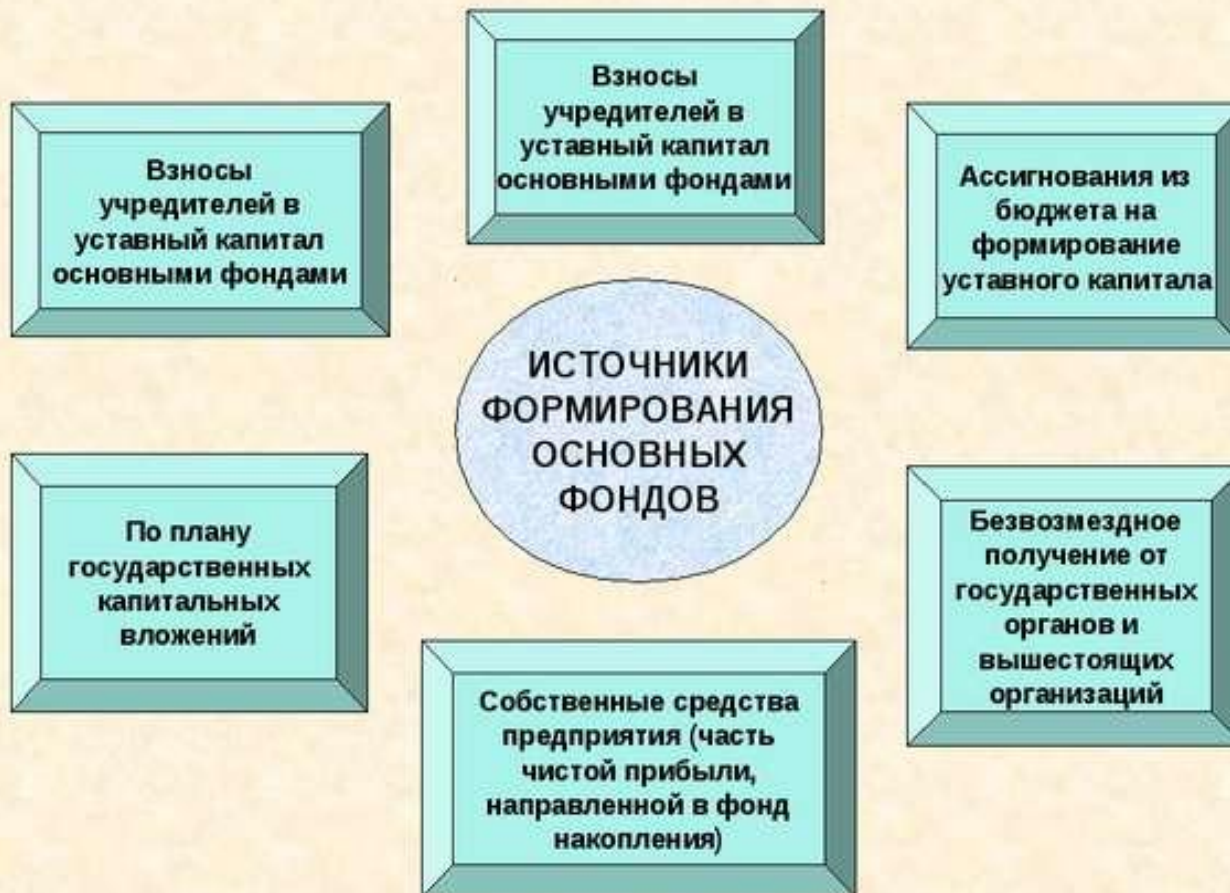 Взносы
учредителей в
уставный капитал
основными фондами
Взносы
учредителей в
уставный капитал
основными фондами
Ассигнования из
бюджета на
формирование
уставного капитала
ИСТОЧНИКИ
ФОРМИРОВАНИЯ
ОСНОВНЫХ
ФОНДОВ
По плану
государственных
капитальных
вложений
Безвозмездное
получение от
государственных
органов и
вышестоящих
организаций
Собственные средства
предприятия (часть
чистой прибыли,
направленной в фонд
накопления)